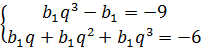 b₁q³ − b₁ = −9
b₁q + b₁q² + b₁q³ = −6